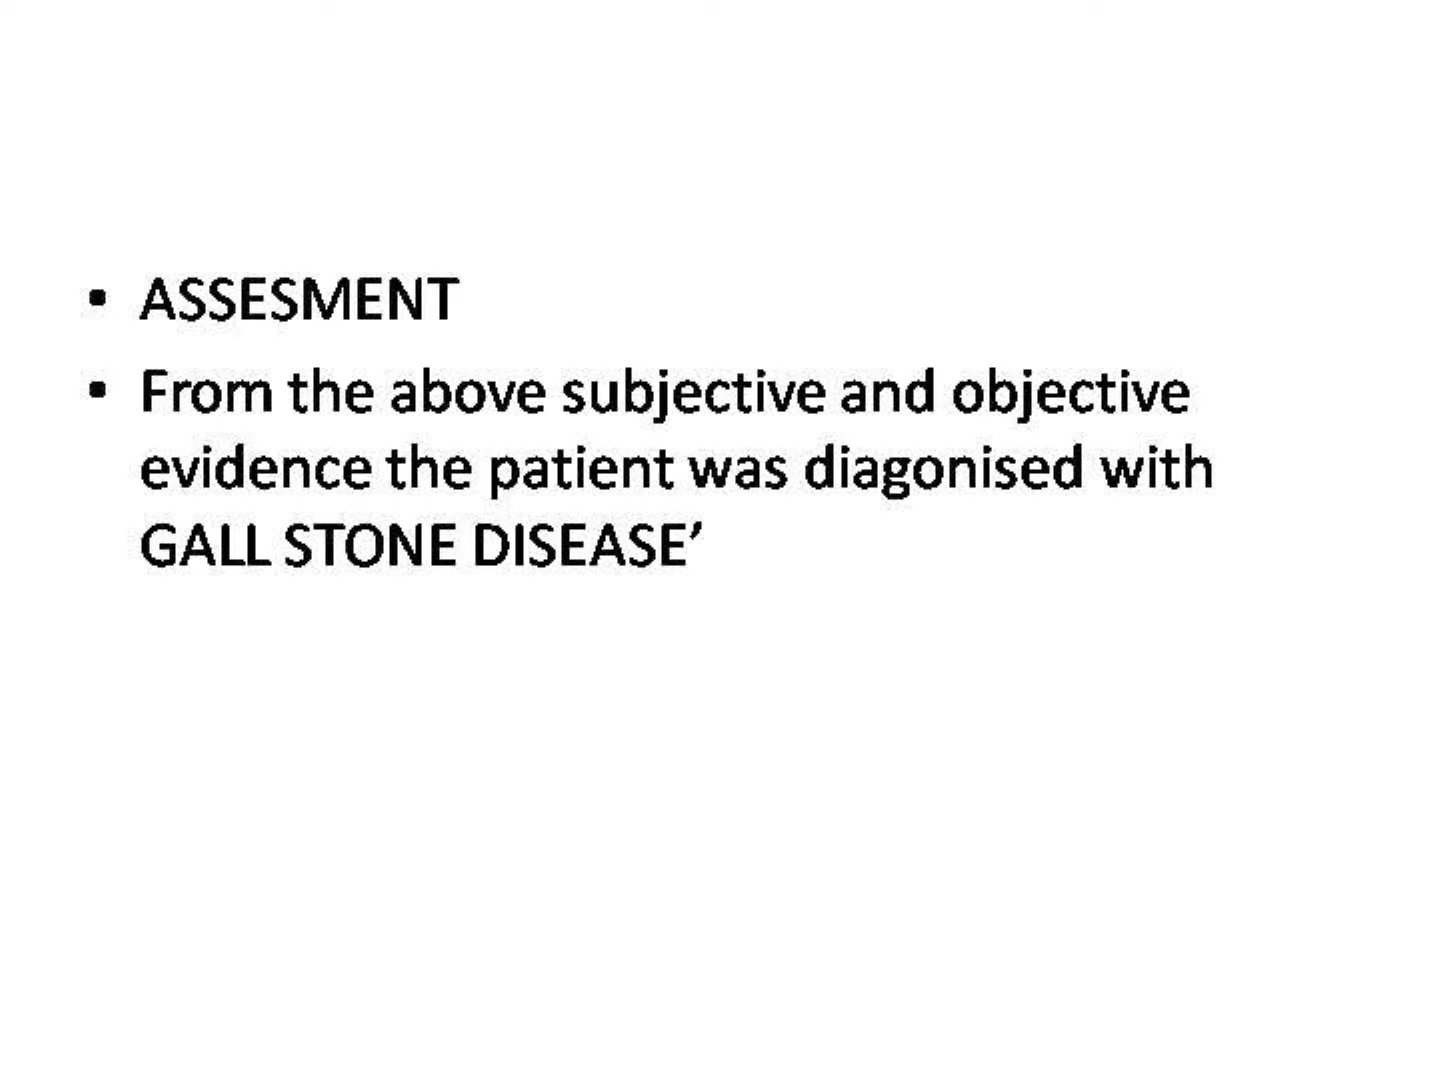 • ASSESMENT
• From the above subjective and objective
evidence the patient was diagonised with
GALL STONE DISEASE’